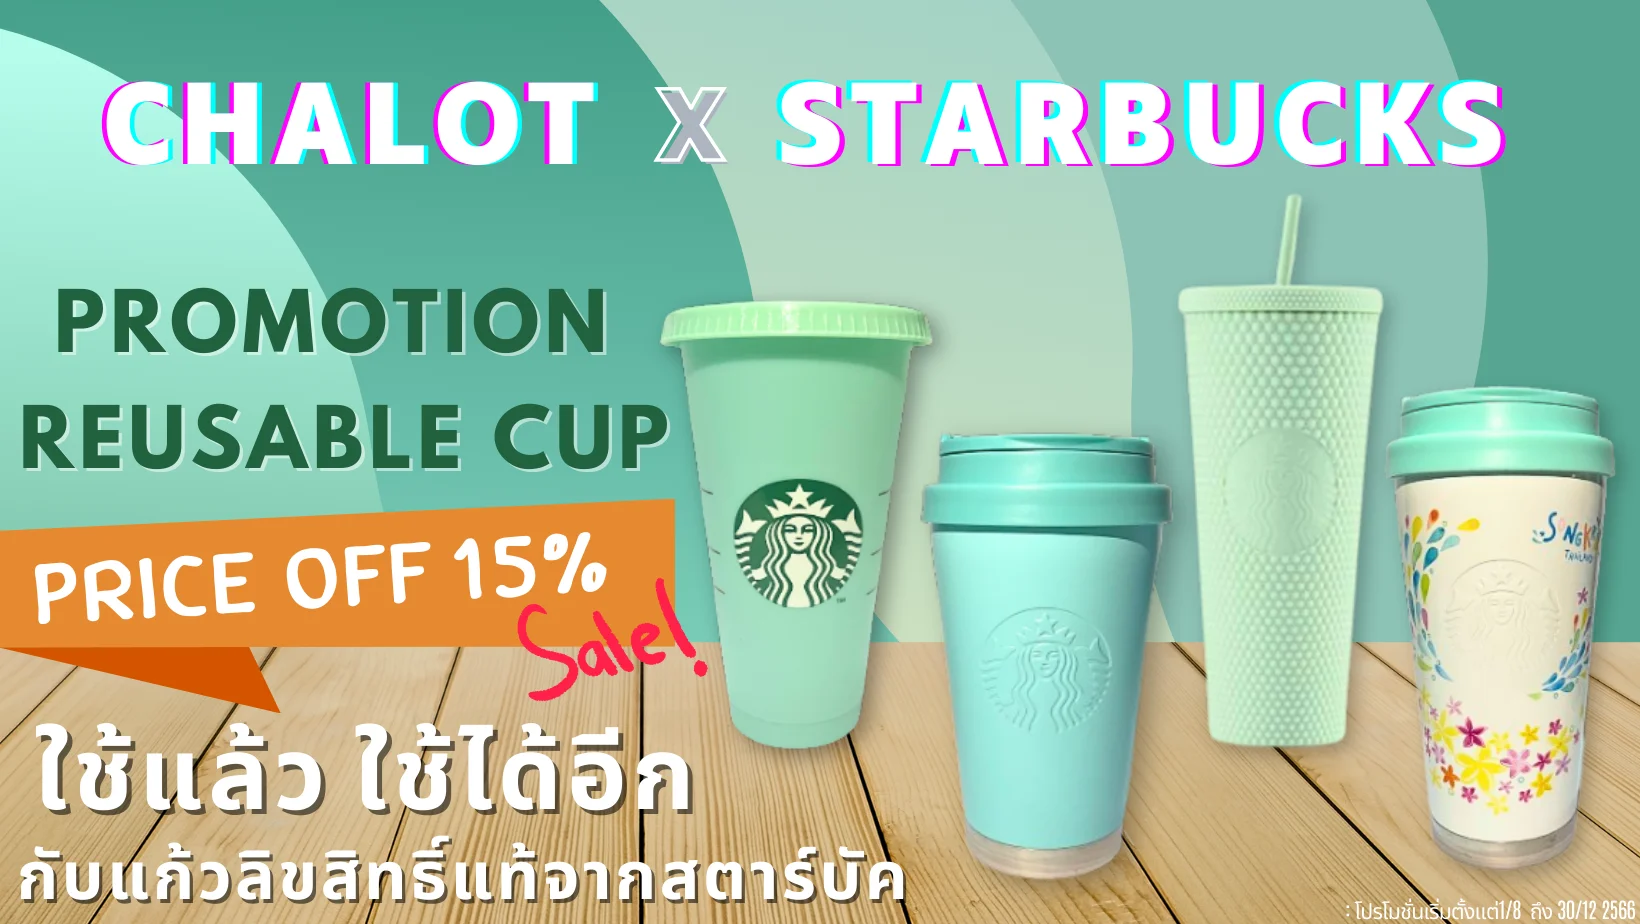 CHALOT X STARBUCKS
PROMOTION
REUSABLE CUP
PRICE OFF 15%
Sale!
ใช้แล้ว ใช้ได้อีก
กับแก้วลิขสิทธิ์แท้จากสตาร์บัค
TM
: โปรโมชั่นเริ่มตั้งแต่1/8 ถึง 30/12 2566